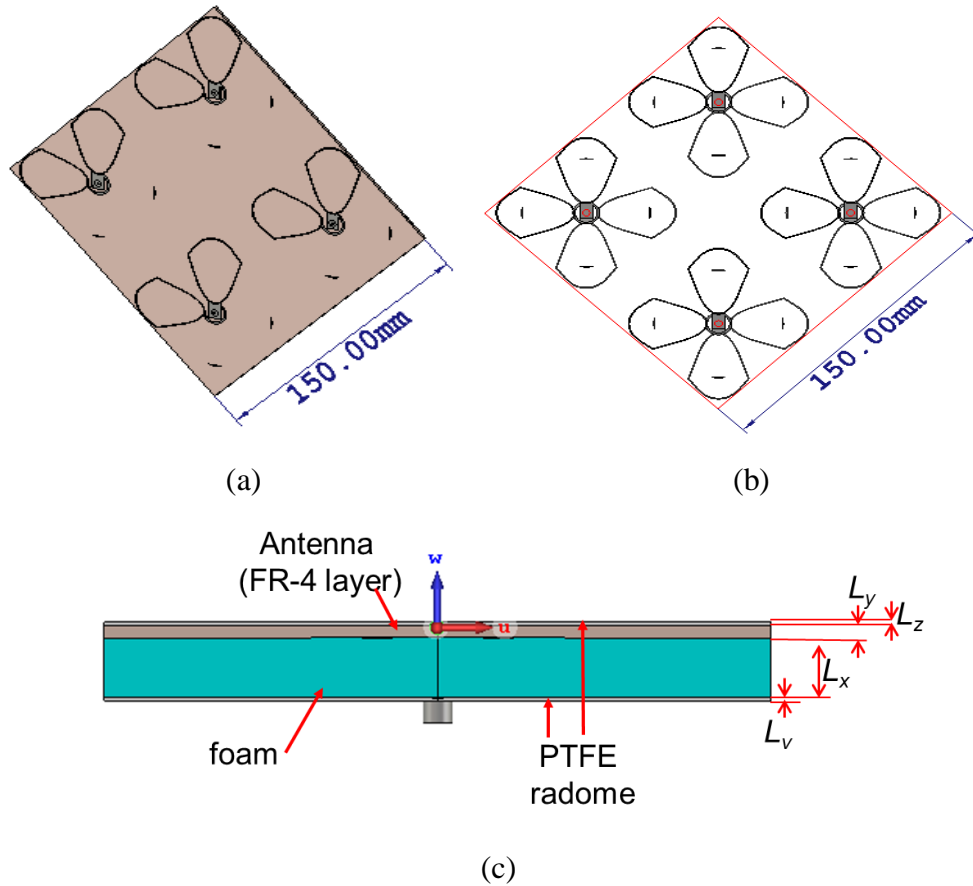 150.00mm
150.00mm
(a)
(b)
Antenna
(FR-4 layer)
w
u
Ly
Lz
Lx
Lv
foam
PTFE
radome
(c)